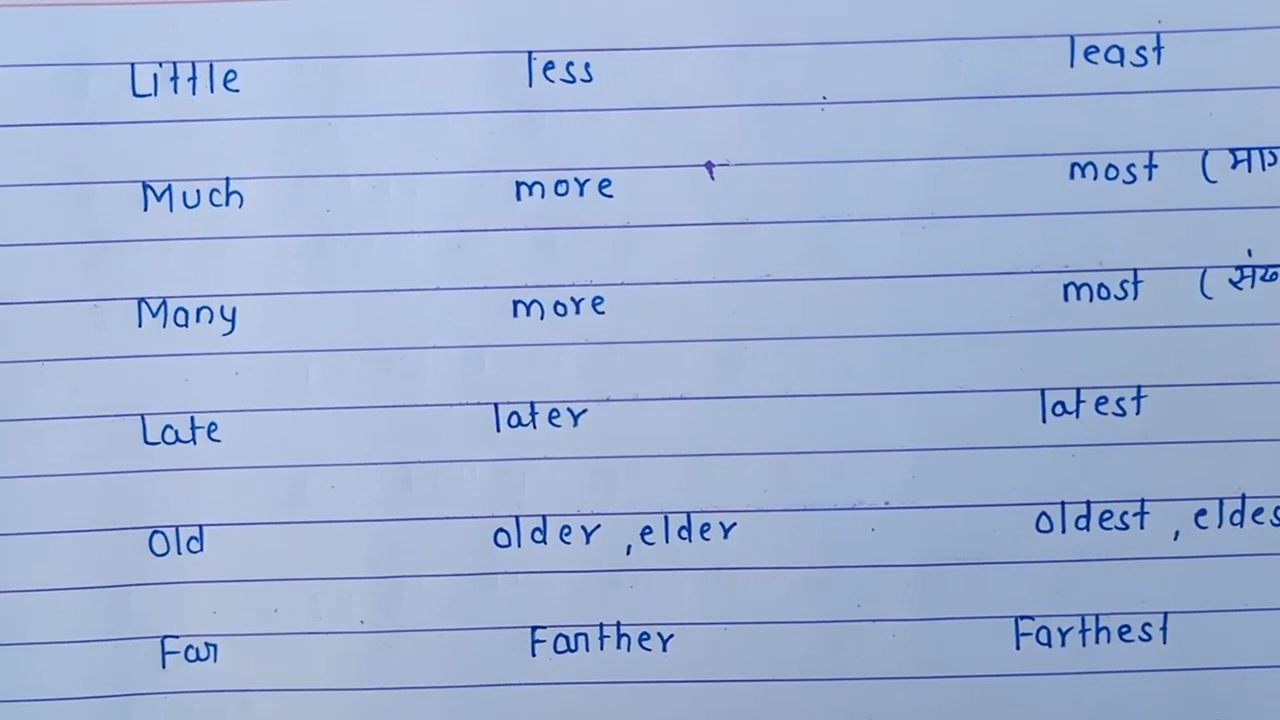 Little less least
Much more most (
Many more most (
Late later latest
Old older , elder oldest ,
Far Farther Farthest